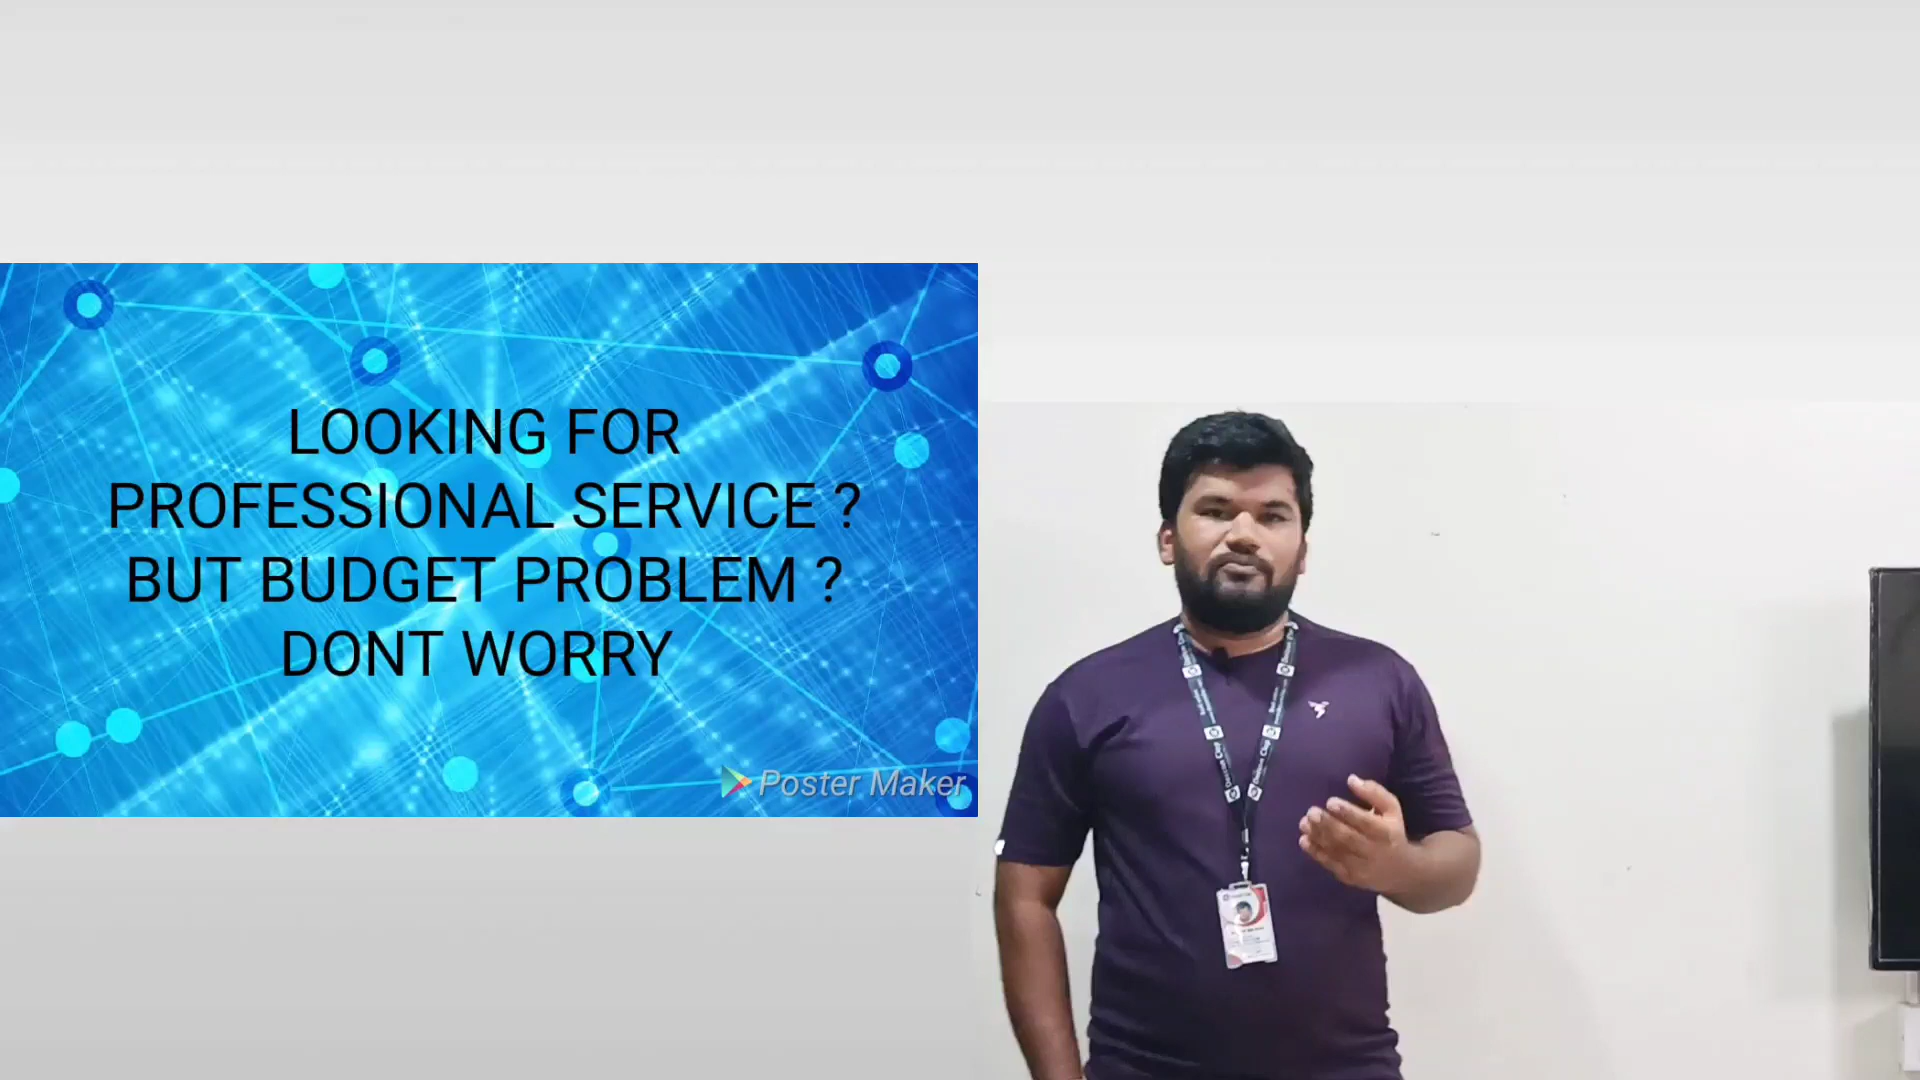 LOOKING FOR
PROFESSIONAL SERVICE ?
BUT BUDGET PROBLEM ?
DONT WORRY
Poster Maker